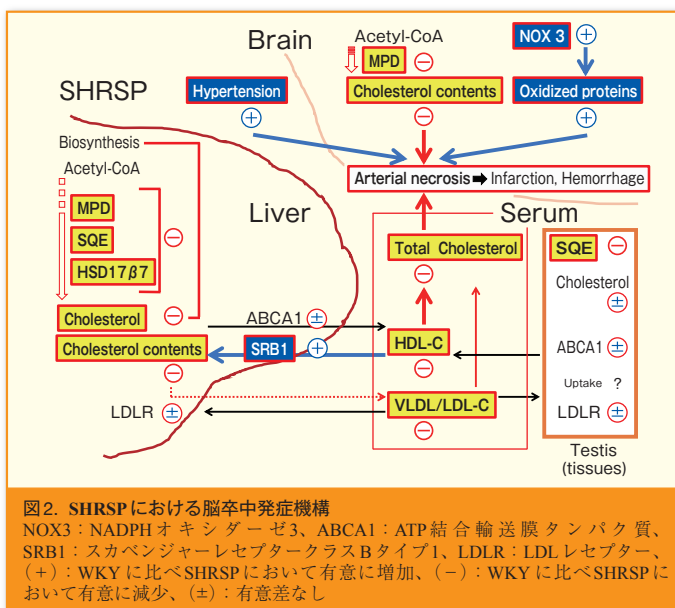 Brain
Acetyl-CoA
MPD
−
Cholesterol contents
−
NOX 3
+
Oxidized proteins
+
SHRSP
Hypertension
+
Arterial necrosis ➡ Infarction, Hemorrhage
Biosynthesis
Acetyl-CoA
MPD
SQE
HSD17β7
−
Cholesterol
−
Cholesterol contents
−
Liver
ABCA1
±
SRB1
+
LDLR
±
Serum
Total Cholesterol
−
HDL-C
−
VLDL/LDL-C
−
SQE
−
Cholesterol
±
ABCA1
±
Uptake ?
LDLR
±
Testis
(tissues)
図2. SHRSPにおける脳卒中発症機構
NOX3：NADPHオキシダーゼ3、ABCA1：ATP結合輸送膜タンパク質、
SRB1：スカベンジャーレセプタークラスBタイプ1、LDLR：LDLレセプター、
（+）：WKYに比べSHRSPにおいて有意に増加、（−）：WKYに比べSHRSPに
おいて有意に減少、（±）：有意差なし